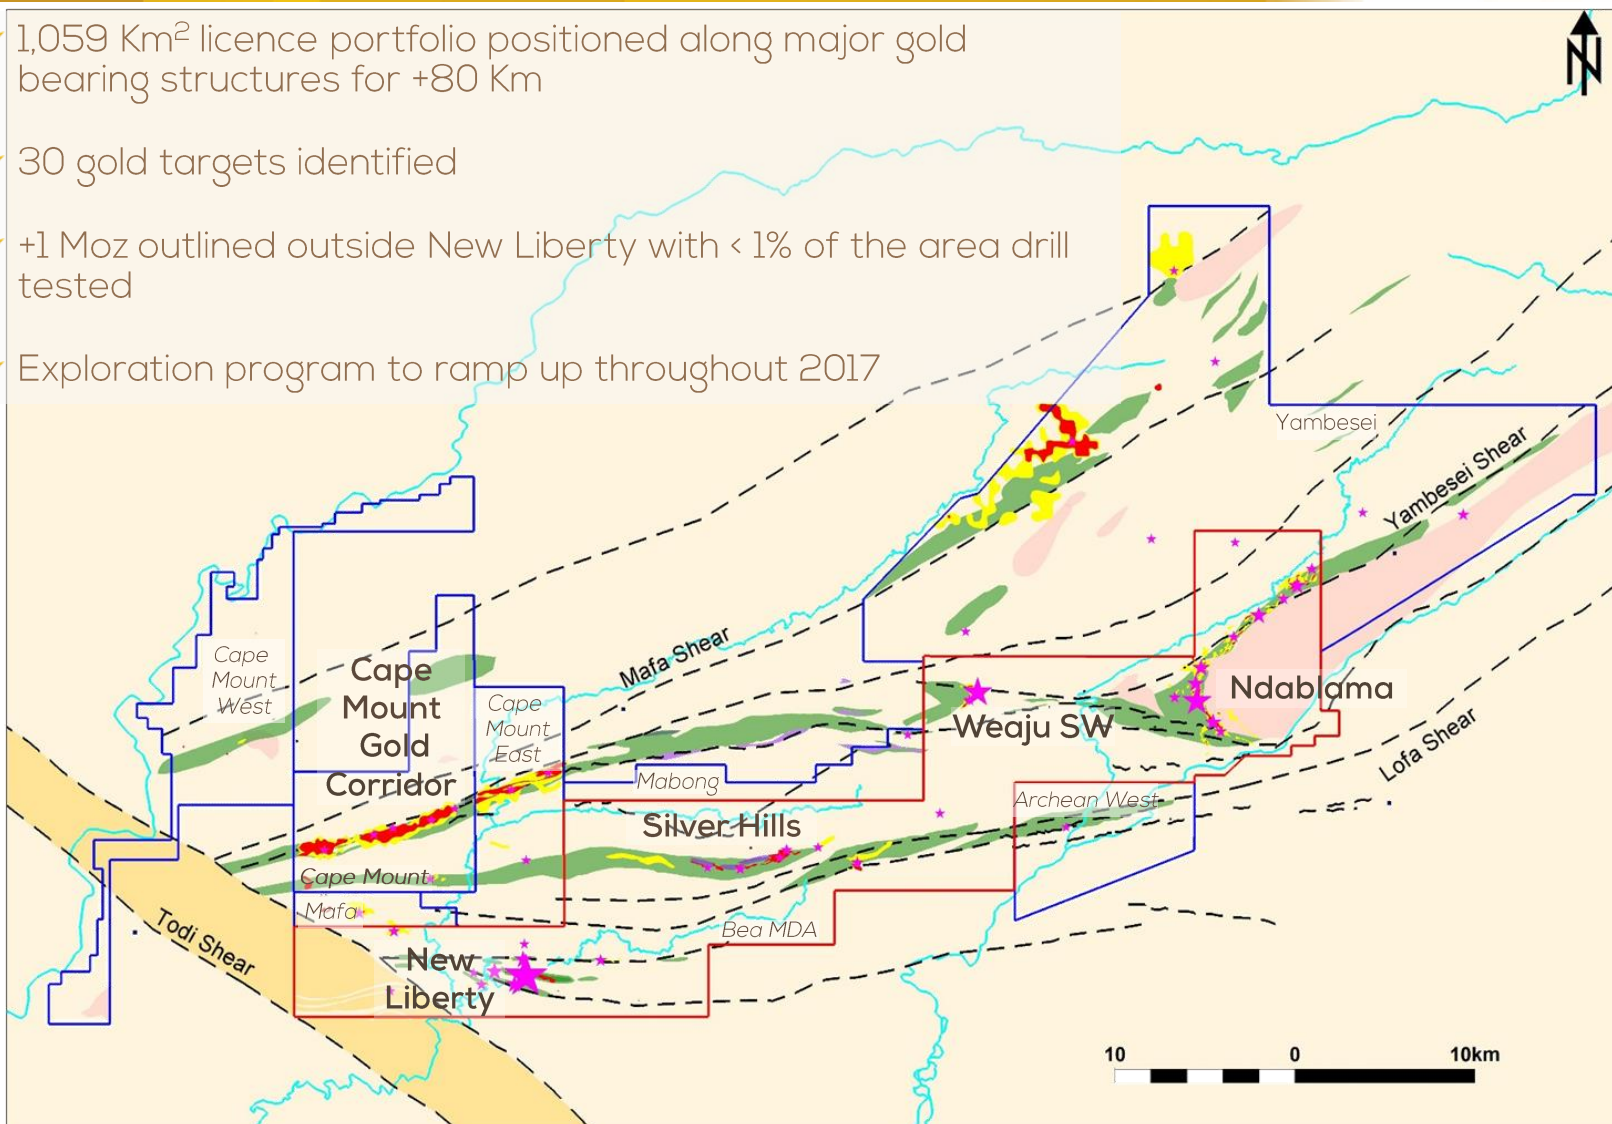 1,059 Km² licence portfolio positioned along major gold
bearing structures for +80 Km
30 gold targets identified
+1 Moz outlined outside New Liberty with < 1% of the area drill
tested
Exploration program to ramp up throughout 2017
N
Yambesei
Yambesei Shear
Mafa Shear
Cape
Mount
West
Cape
Mount
Gold
Corridor
Cape
Mount
East
Ndablama
Weaju SW
Lofa Shear
Mabong
Archean West
Silver Hills
Cape Mount
Mafa
Bea MDA
Todi Shear
New
Liberty
10 0 10km